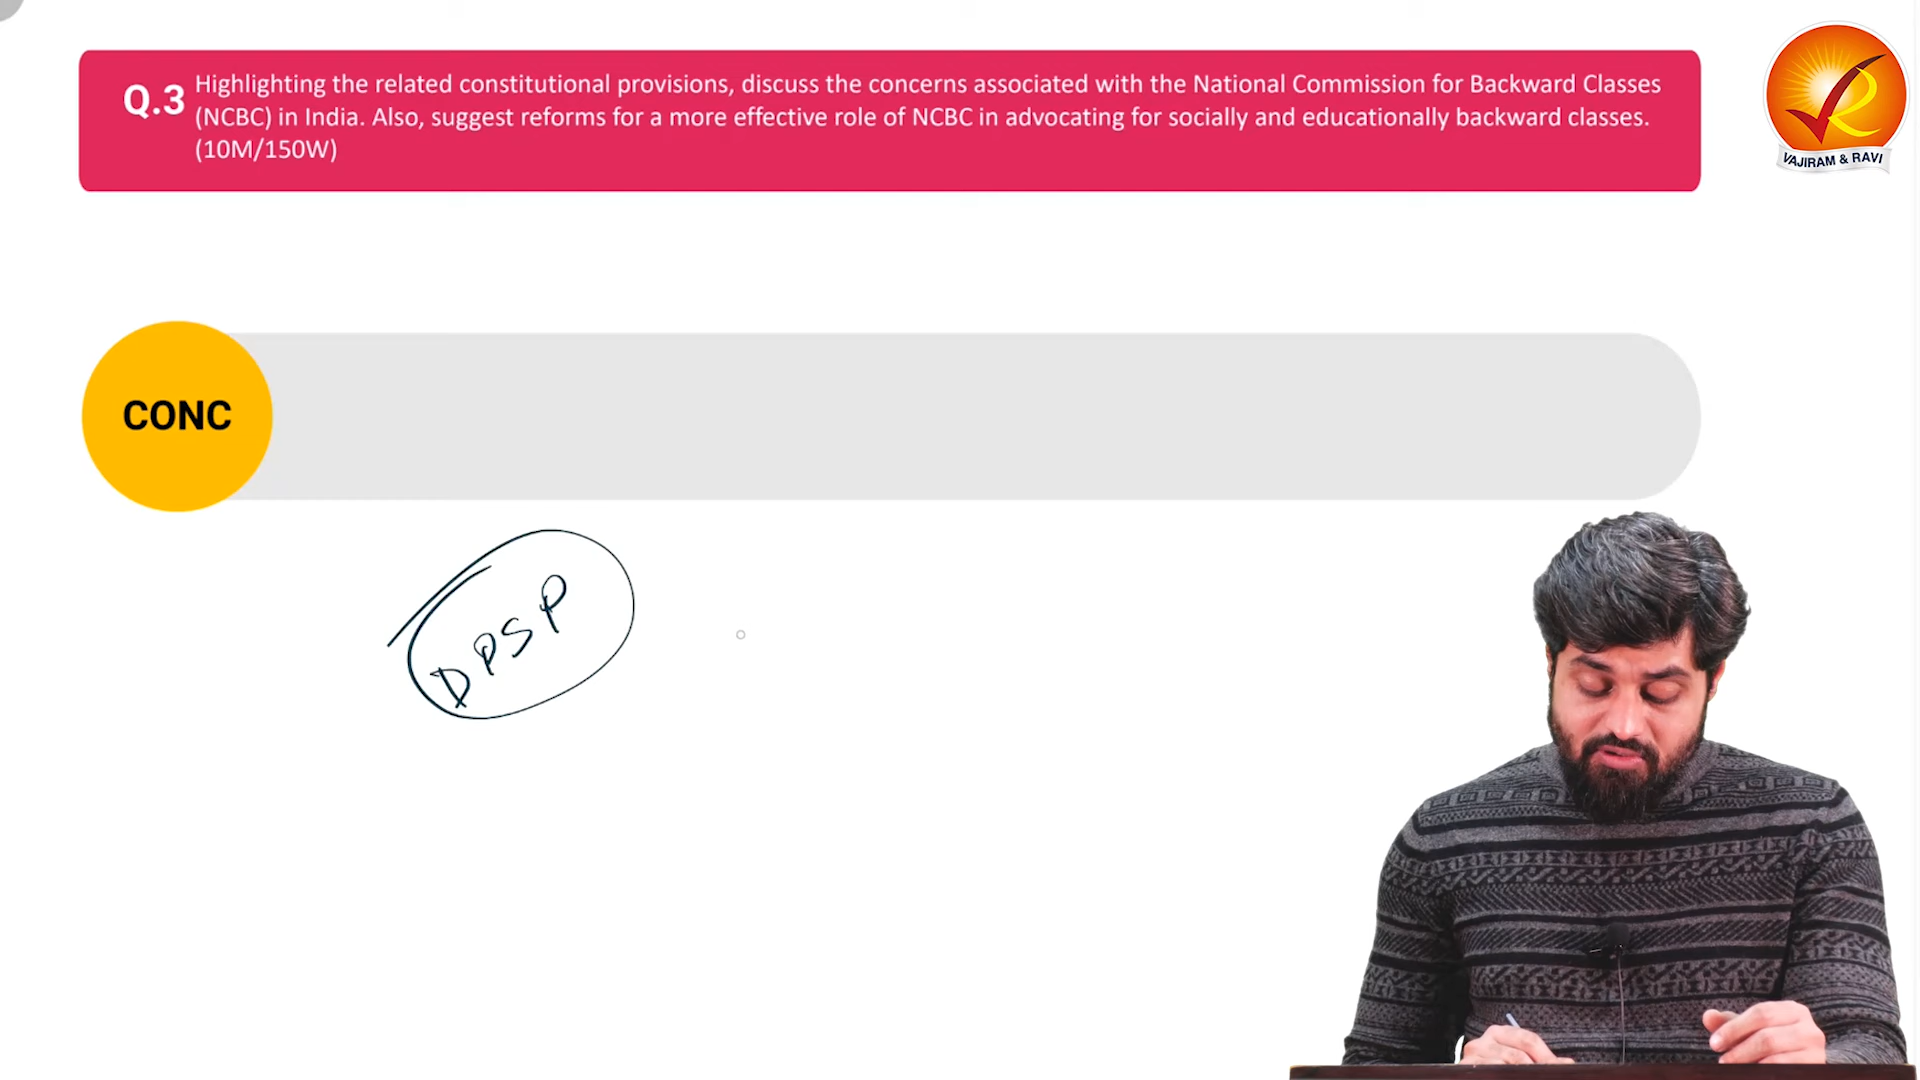 Q.3 Highlighting the related constitutional provisions, discuss the concerns associated with the National Commission for Backward Classes
(NCBC) in India. Also, suggest reforms for a more effective role of NCBC in advocating for socially and educationally backward classes.
(10M/150W)
VAJIRAM & RAVI
CONC
DPSP